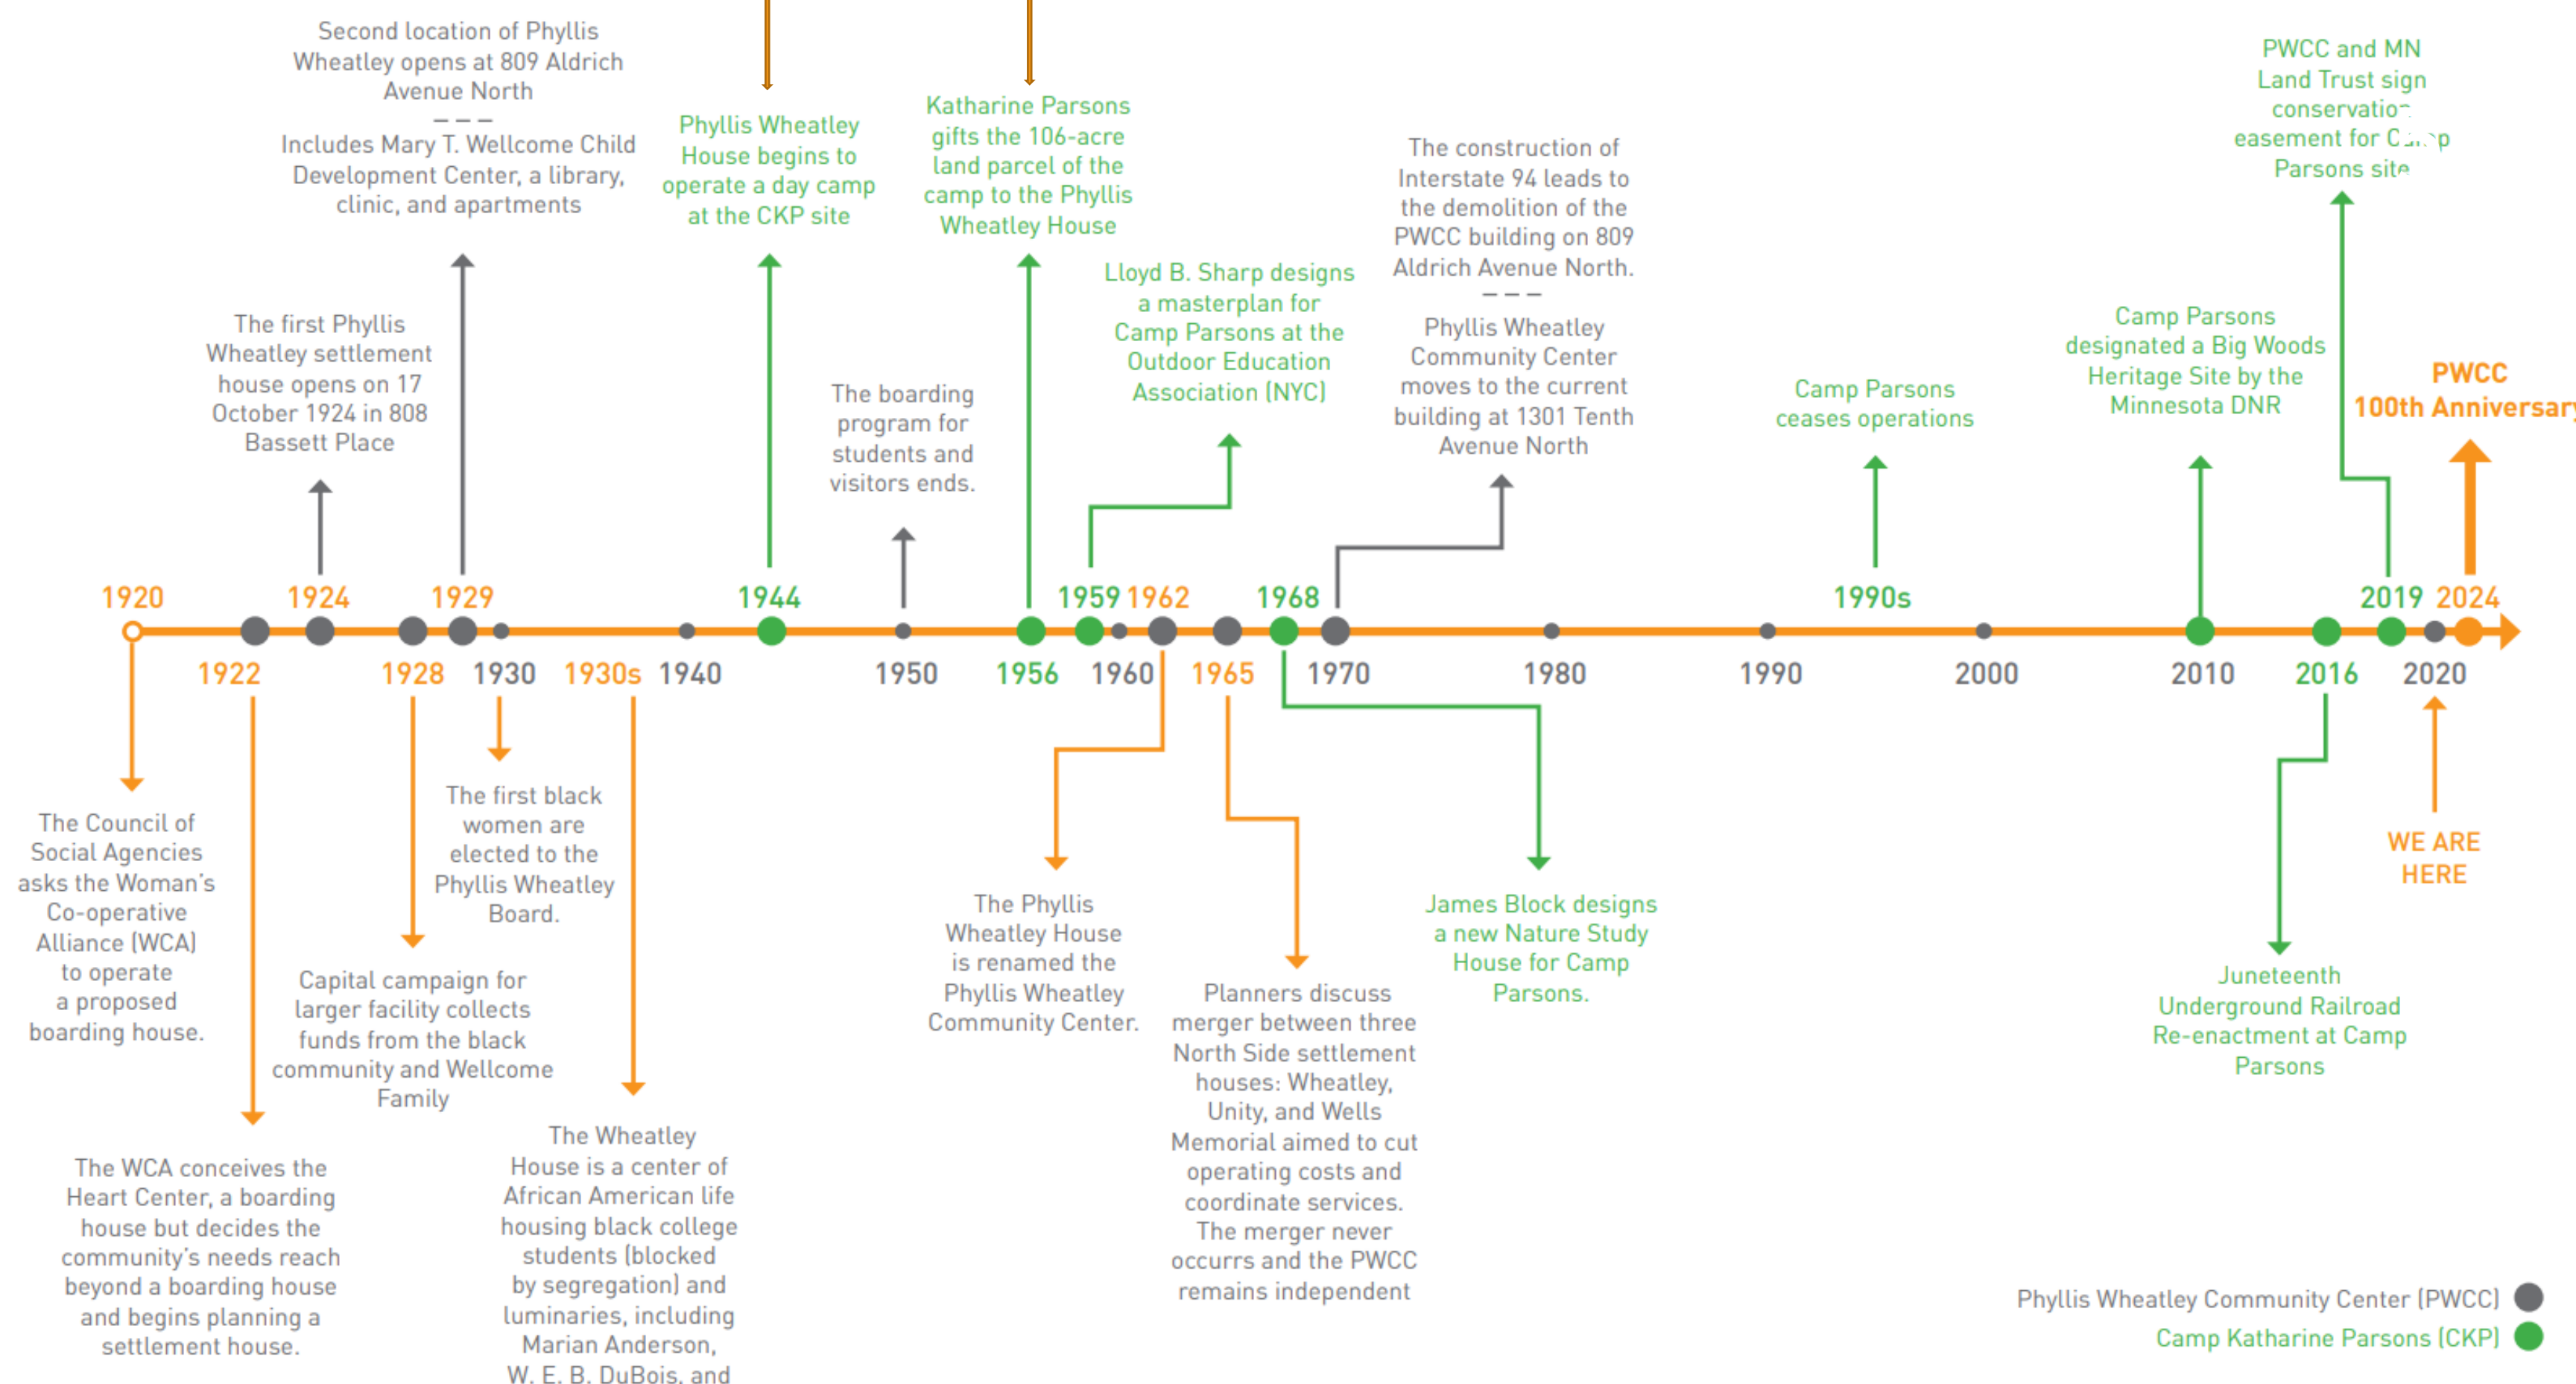 Second location of Phyllis
Wheatley opens at 809 Aldrich
Avenue North
– – –
Includes Mary T. Wellcome Child
Development Center, a library,
clinic, and apartments
The first Phyllis
Wheatley settlement
house opens on 17
October 1924 in 808
Bassett Place
Phyllis Wheatley
House begins to
operate a day camp
at the CKP site
The boarding
program for
students and
visitors ends.
Katharine Parsons
gifts the 106-acre
land parcel of the
camp to the Phyllis
Wheatley House
Lloyd B. Sharp designs
a masterplan for
Camp Parsons at the
Outdoor Education
Association (NYC)
The construction of
Interstate 94 leads to
the demolition of the
PWCC building on 809
Aldrich Avenue North.
– – –
Phyllis Wheatley
Community Center
moves to the current
building at 1301 Tenth
Avenue North
Camp Parsons
ceases operations
Camp Parsons
designated a Big Woods
Heritage Site by the
Minnesota DNR
PWCC and MN
Land Trust sign
conservation
easement for Camp
Parsons site
PWCC
100th Anniversary
1920 1924 1929 1944 1959 1962 1968 1990s 2019 2024
1922 1928 1930 1930s 1940 1950 1956 1960 1965 1970 1980 1990 2000 2010 2016 2020
The Council of
Social Agencies
asks the Woman's
Co-operative
Alliance (WCA)
to operate
a proposed
boarding house.
The WCA conceives the
Heart Center, a boarding
house but decides the
community's needs reach
beyond a boarding house
and begins planning a
settlement house.
Capital campaign for
larger facility collects
funds from the black
community and Wellcome
Family
The first black
women are
elected to the
Phyllis Wheatley
Board.
The Wheatley
House is a center of
African American life
housing black college
students (blocked
by segregation) and
luminaries, including
Marian Anderson,
W. E. B. DuBois, and
The Phyllis
Wheatley House
is renamed the
Phyllis Wheatley
Community Center.
Planners discuss
merger between three
North Side settlement
houses: Wheatley,
Unity, and Wells
Memorial aimed to cut
operating costs and
coordinate services.
The merger never
occurrs and the PWCC
remains independent
James Block designs
a new Nature Study
House for Camp
Parsons.
Juneteenth
Underground Railroad
Re-enactment at Camp
Parsons
WE ARE
HERE
Phyllis Wheatley Community Center (PWCC)
Camp Katharine Parsons (CKP)